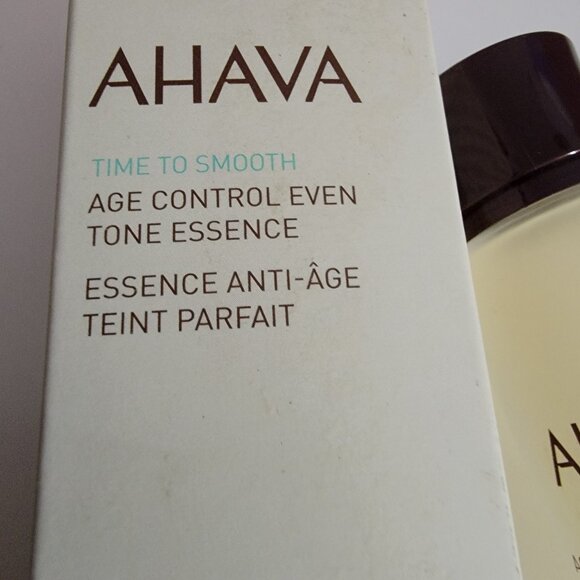 AHAVA
TIME TO SMOOTH
AGE CONTROL EVEN
TONE ESSENCE
ESSENCE ANTI-ÂGE
TEINT PARFAIT